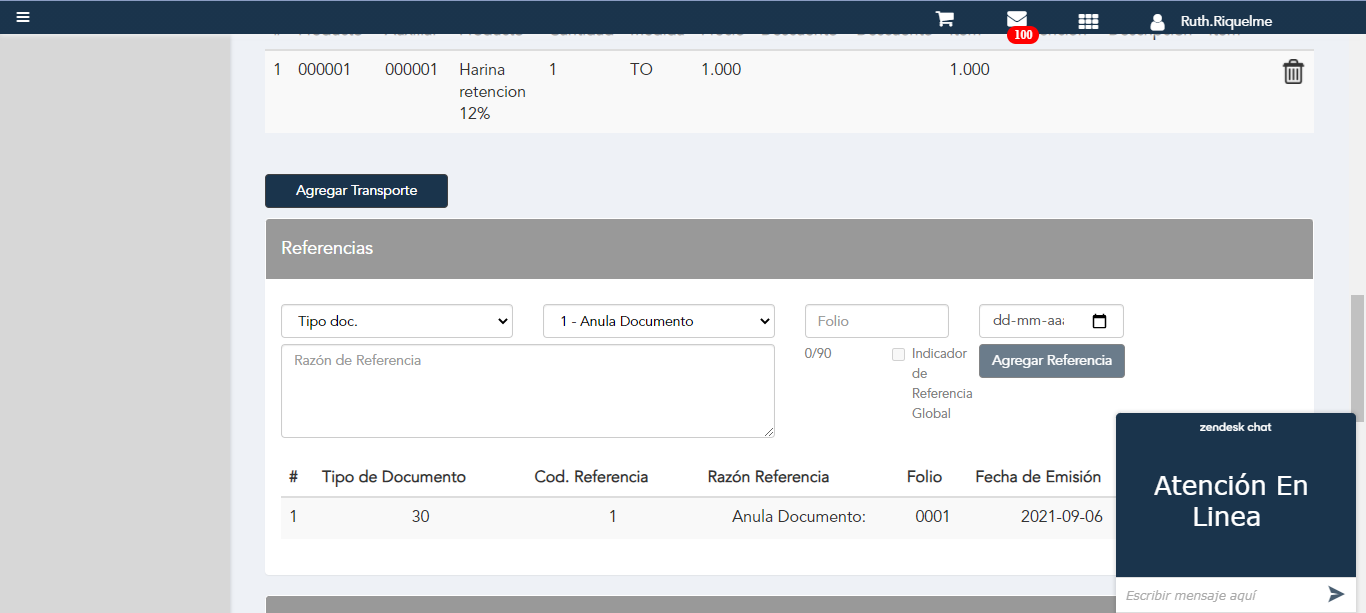 Ruth.Riquelme
100
1 000001 000001 Harina 1 TO 1.000 1.000
retencion
12%
Agregar Transporte
Referencias
Tipo doc. 1 - Anula Documento Folio dd-mm-aa
Razón de Referencia 0/90 Indicador Agregar Referencia
de
Referencia
Global
zendesk chat
# Tipo de Documento Cod. Referencia Razón Referencia Folio Fecha de Emisión
Atención En
Linea
1 30 1 Anula Documento: 0001 2021-09-06
Escribir mensaje aquí